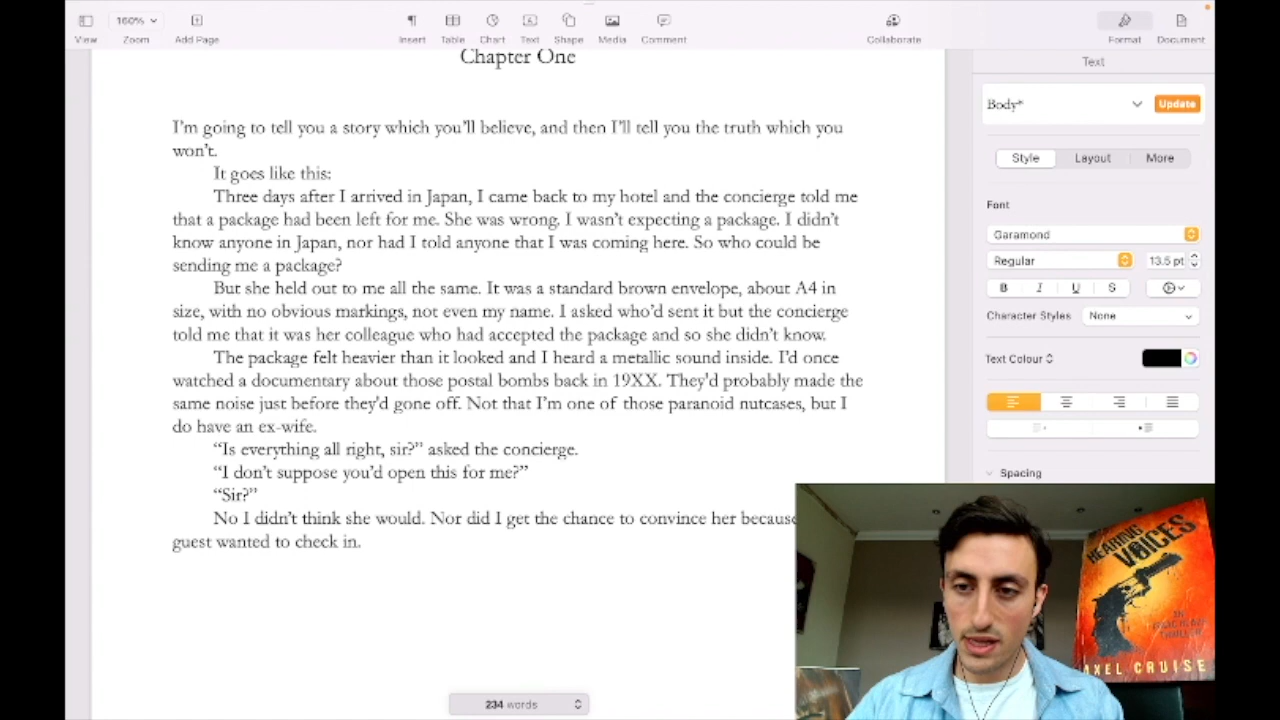 160%
View Zoom Add Page Insert Table Chart Text Shape Media Comment Collaborate Format Document
Text
Chapter One
Body* Update
I’m going to tell you a story which you’ll believe, and then I’ll tell you the truth which you
won’t.
Style Layout More
It goes like this:
Three days after I arrived in Japan, I came back to my hotel and the concierge told me
that a package had been left for me. She was wrong. I wasn’t expecting a package. I didn’t
know anyone in Japan, nor had I told anyone that I was coming here. So who could be
sending me a package?
But she held out to me all the same. It was a standard brown envelope, about A4 in
size, with no obvious markings, not even my name. I asked who’d sent it but the concierge
told me that it was her colleague who had accepted the package and so she didn’t know.
The package felt heavier than it looked and I heard a metallic sound inside. I’d once
watched a documentary about those postal bombs back in 19XX. They’d probably made the
same noise just before they’d gone off. Not that I’m one of those paranoid nutcases, but I
do have an ex-wife.
“Is everything all right, sir?” asked the concierge.
“I don’t suppose you’d open this for me?”
“Sir?”
No I didn’t think she would. Nor did I get the chance to convince her because
guest wanted to check in.
Font
Garamond
Regular 13.5 pt
B I U S
Character Styles None
Text Colour
Spacing
234 words
HEARING
VOICES
AXEL CRUISE